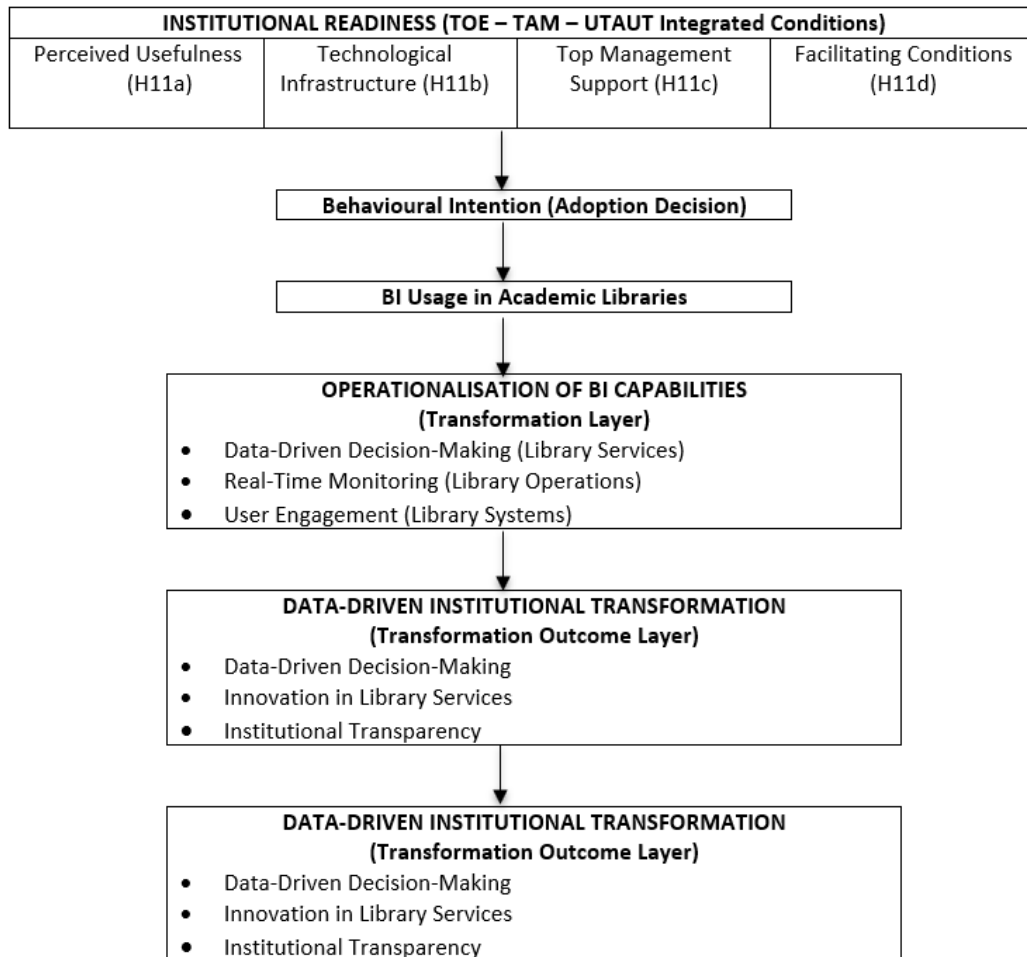 INSTITUTIONAL READINESS (TOE – TAM – UTAUT Integrated Conditions)
Perceived Usefulness
(H11a)
Technological
Infrastructure (H11b)
Top Management
Support (H11c)
Facilitating Conditions
(H11d)
Behavioural Intention (Adoption Decision)
BI Usage in Academic Libraries
OPERATIONALISATION OF BI CAPABILITIES
(Transformation Layer)
• Data-Driven Decision-Making (Library Services)
• Real-Time Monitoring (Library Operations)
• User Engagement (Library Systems)
DATA-DRIVEN INSTITUTIONAL TRANSFORMATION
(Transformation Outcome Layer)
• Data-Driven Decision-Making
• Innovation in Library Services
• Institutional Transparency
DATA-DRIVEN INSTITUTIONAL TRANSFORMATION
(Transformation Outcome Layer)
• Data-Driven Decision-Making
• Innovation in Library Services
• Institutional Transparency